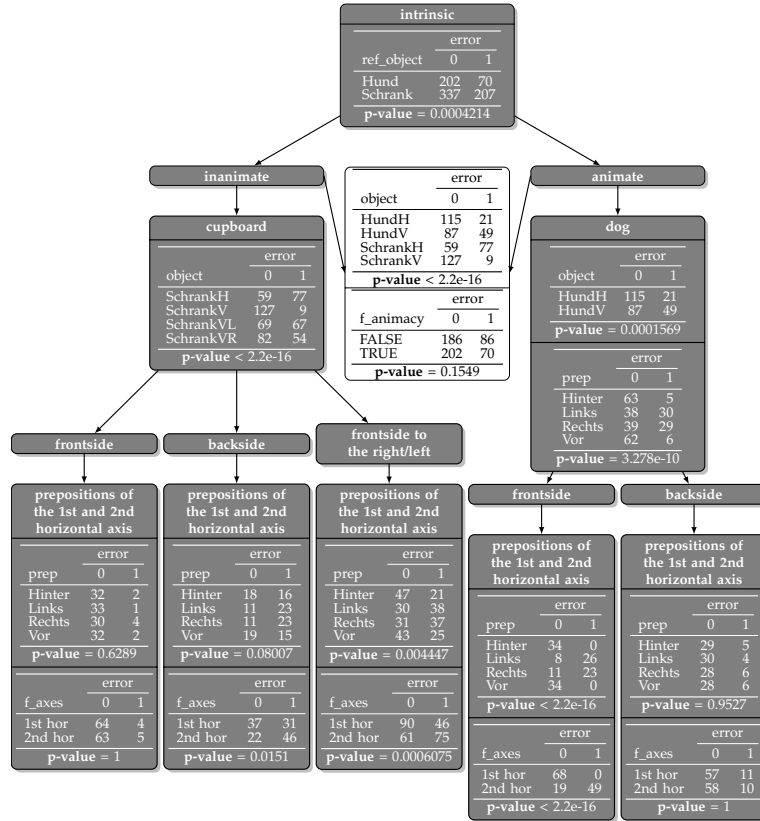 intrinsic
error
ref_object 0 1
Hund 202 70
Schrank 337 207
p-value = 0.0004214
inanimate
animate
error
object 0 1
HundH 115 21
HundV 87 49
SchrankH 59 77
SchrankV 127 9
p-value < 2.2e-16
error
f_animacy 0 1
FALSE 186 86
TRUE 202 70
p-value = 0.1549
cupboard
error
object 0 1
SchrankH 59 77
SchrankV 127 9
SchrankVL 69 67
SchrankVR 82 54
p-value < 2.2e-16
dog
error
object 0 1
HundH 115 21
HundV 87 49
p-value = 0.0001569
error
prep 0 1
Hinter 63 5
Links 38 30
Rechts 39 29
Vor 62 6
p-value = 3.278e-10
frontside
prepositions of
the 1st and 2nd
horizontal axis
error
prep 0 1
Hinter 32 2
Links 33 1
Rechts 30 4
Vor 32 2
p-value = 0.6289
error
f_axes 0 1
1st hor 64 4
2nd hor 63 5
p-value = 1
backside
prepositions of
the 1st and 2nd
horizontal axis
error
prep 0 1
Hinter 18 16
Links 11 23
Rechts 11 23
Vor 19 15
p-value = 0.08007
error
f_axes 0 1
1st hor 37 31
2nd hor 22 46
p-value = 0.0151
frontside to
the right/left
prepositions of
the 1st and 2nd
horizontal axis
error
prep 0 1
Hinter 47 21
Links 30 38
Rechts 31 37
Vor 43 25
p-value = 0.004447
error
f_axes 0 1
1st hor 90 46
2nd hor 61 75
p-value = 0.0006075
frontside
prepositions of
the 1st and 2nd
horizontal axis
error
prep 0 1
Hinter 34 0
Links 8 26
Rechts 11 23
Vor 34 0
p-value < 2.2e-16
error
f_axes 0 1
1st hor 68 0
2nd hor 19 49
p-value < 2.2e-16
backside
prepositions of
the 1st and 2nd
horizontal axis
error
prep 0 1
Hinter 29 5
Links 30 4
Rechts 28 6
Vor 28 6
p-value = 0.9527
error
f_axes 0 1
1st hor 57 11
2nd hor 58 10
p-value = 1